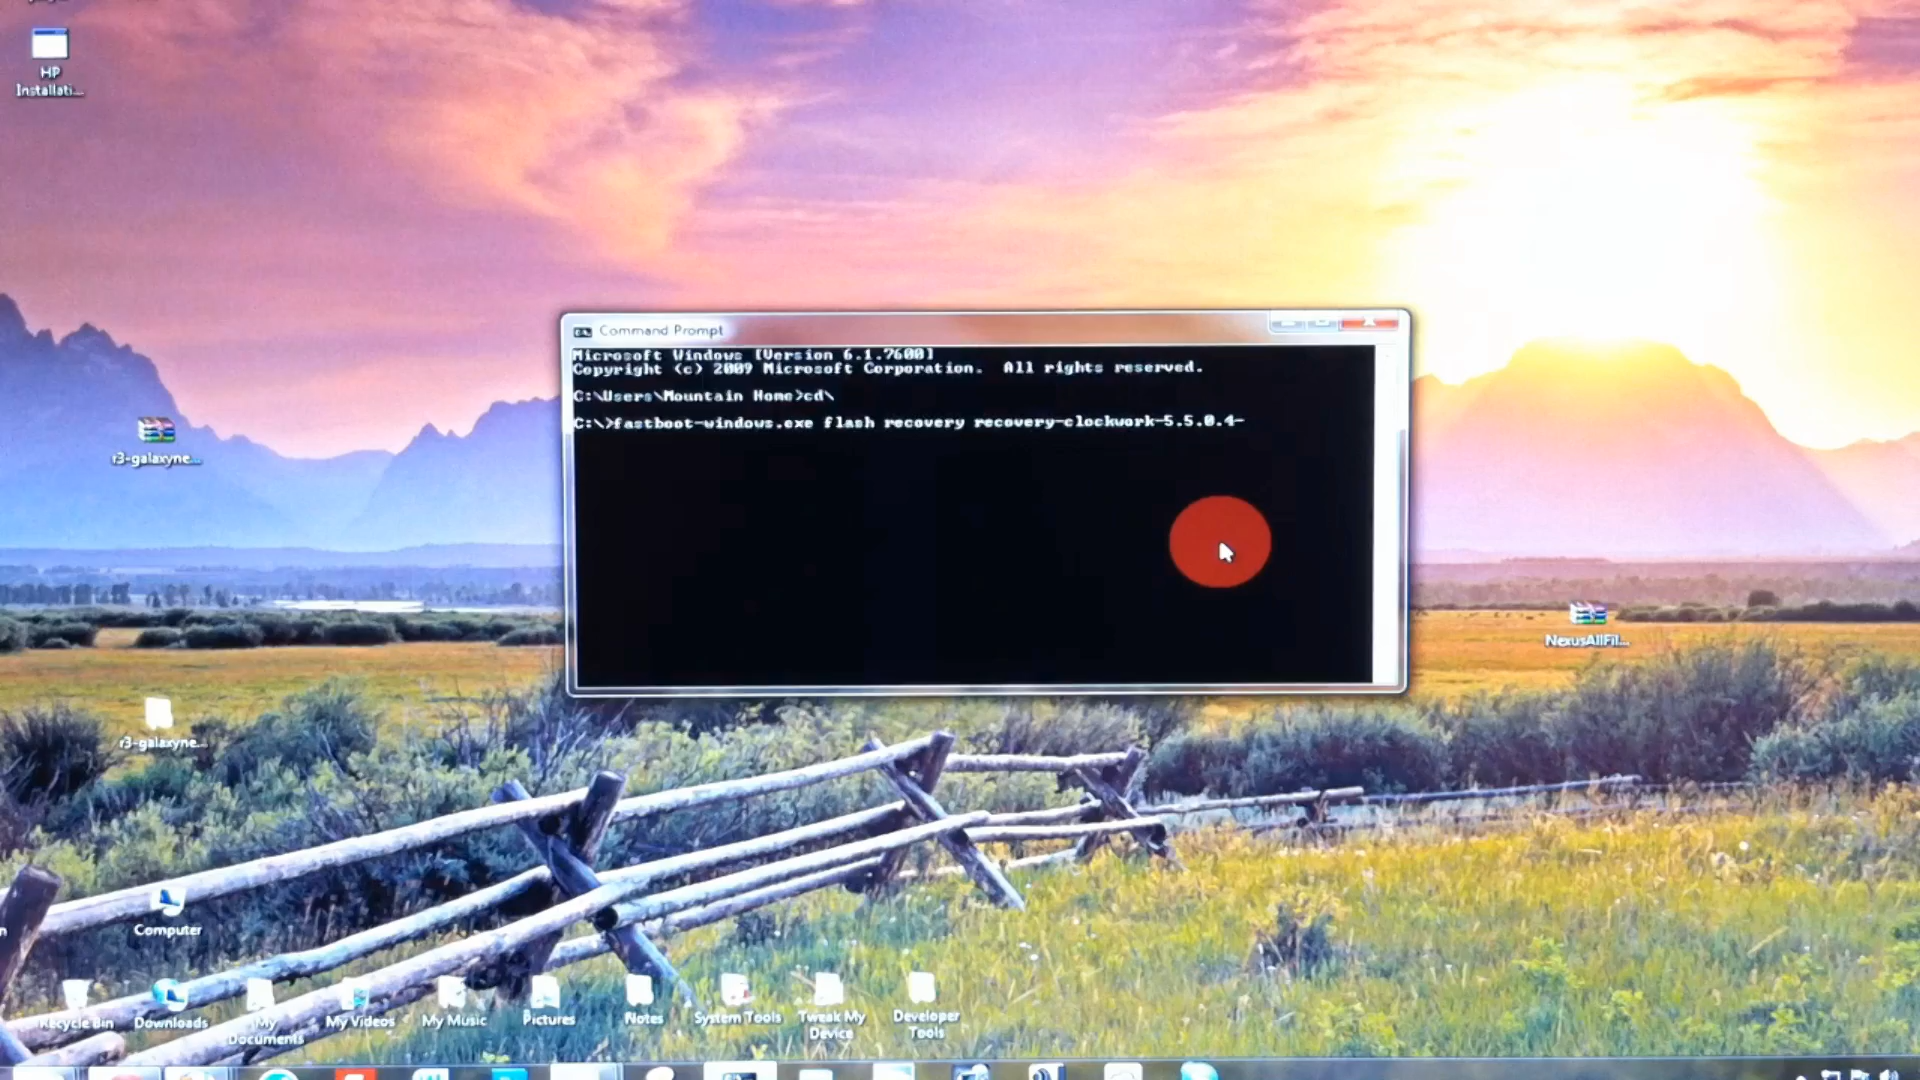 HP
Installati...
Command Prompt
Microsoft Windows [Version 6.1.7600]
Copyright (c) 2009 Microsoft Corporation.  All rights reserved.
C:\Users\Mountain Home>cd\
C:\>fastboot-windows.exe flash recovery recovery-clockwork-5.5.0.4-
r3-galaxyne...
NexusAllFil...
r3-galaxyne...
Computer
Recycle Bin
Downloads
My
Documents
My Videos
My Music
Pictures
Notes
System Tools
Tweak My
Device
Developer
Tools